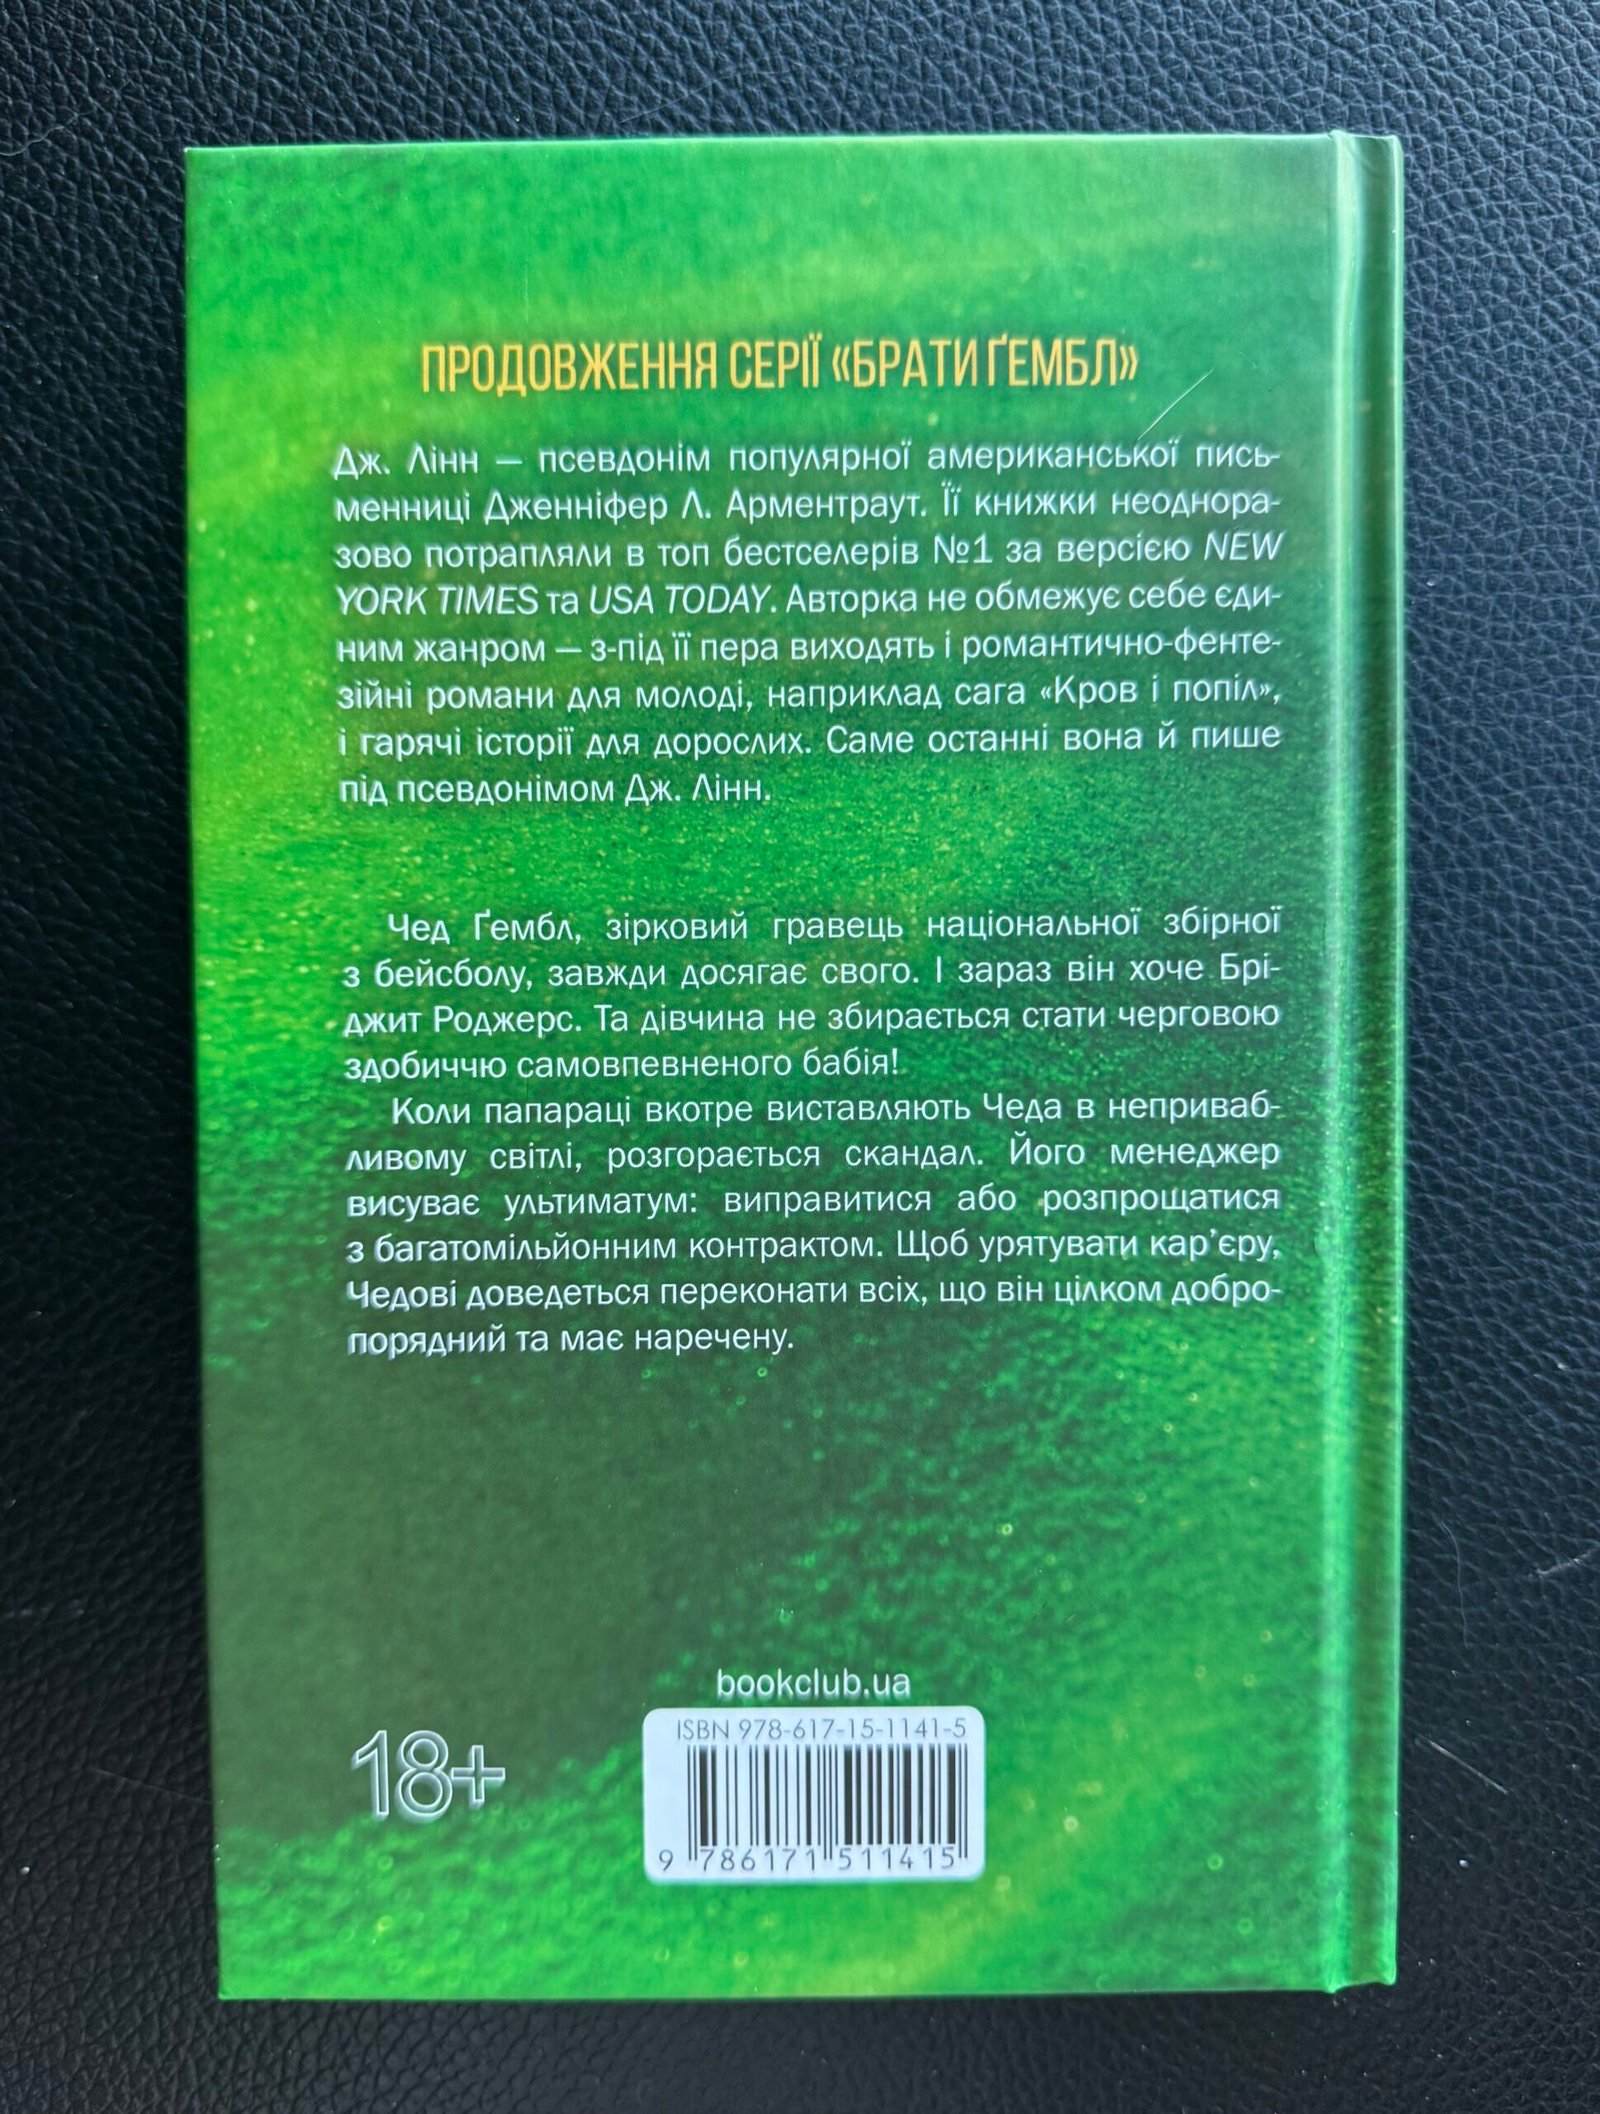 ПРОДОВЖЕННЯ СЕРІЇ «БРАТИ ҐЕМБЛ»
Дж. Лінн — псевдонім популярної американської пись-
менниці Дженніфер Л. Арментраут. Її книжки неоднора-
зово потрапляли в топ бестселерів №1 за версією NEW
YORK TIMES та USA TODAY. Авторка не обмежує себе єди-
ним жанром — з-під її пера виходять і романтично-фенте-
зійні романи для молоді, наприклад сага «Кров і попіл»,
і гарячі історії для дорослих. Саме останні вона й пише
під псевдонімом Дж. Лінн.
Чед Ґембл, зірковий гравець національної збірної
з бейсболу, завжди досягає свого. І зараз він хоче Брі-
джит Роджерс. Та дівчина не збирається стати черговою
здобиччю самовпевненого бабія!
Коли папараці вкотре виставляють Чеда в неприваб-
ливому світлі, розгорається скандал. Його менеджер
висуває ультиматум: виправитися або розпрощатися
з багатомільйонним контрактом. Щоб урятувати кар’єру,
Чедові доведеться переконати всіх, що він цілком добро-
порядний та має наречену.
bookclub.ua
ISBN 978-617-15-1141-5
18+
9 786171 511415